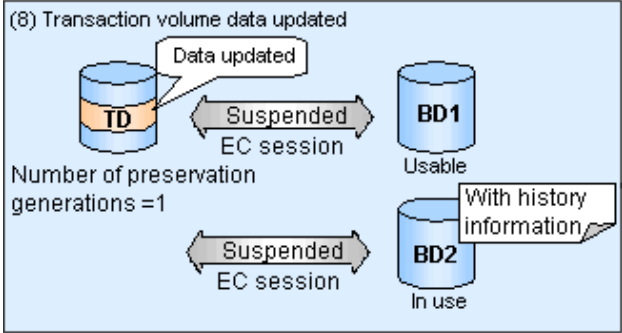 (8) Transaction volume data updated
Data updated
TD
Suspended
EC session
BD1
Usable
Number of preservation
generations =1
With history
information
Suspended
EC session
BD2
In use